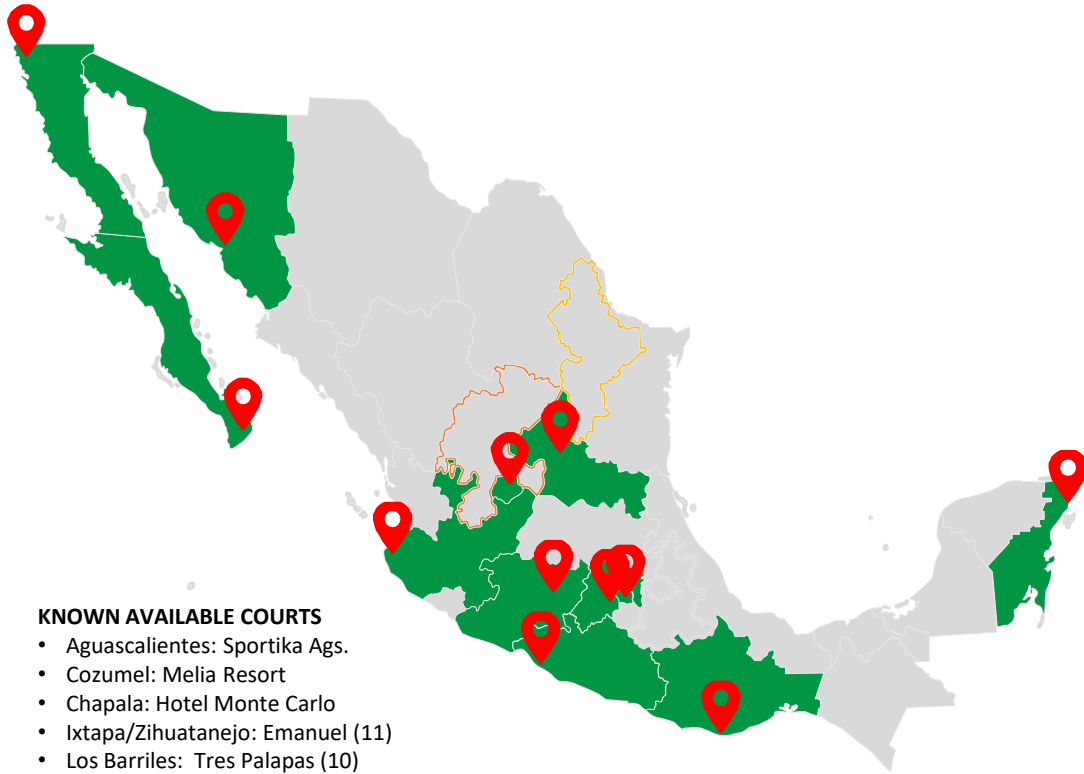 KNOWN AVAILABLE COURTS
• Aguascalientes: Sportika Ags.
• Cozumel: Melia Resort
• Chapala: Hotel Monte Carlo
• Ixtapa/Zihuatanejo: Emanuel (11)
• Los Barriles: Tres Palapas (10)